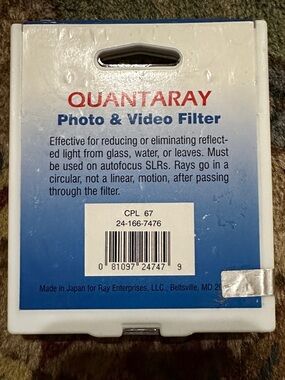 QUANTARAY
Photo & Video Filter
Effective for reducing or eliminating reflect-
ed light from glass, water, or leaves. Must
be used on autofocus SLRs. Rays go in a
circular, not a linear, motion, after passing
through the filter.
CPL 67
24-166-7476
0 81097 24747 9
Made in Japan for Ray Enterprises, LLC., Beltsville, MD